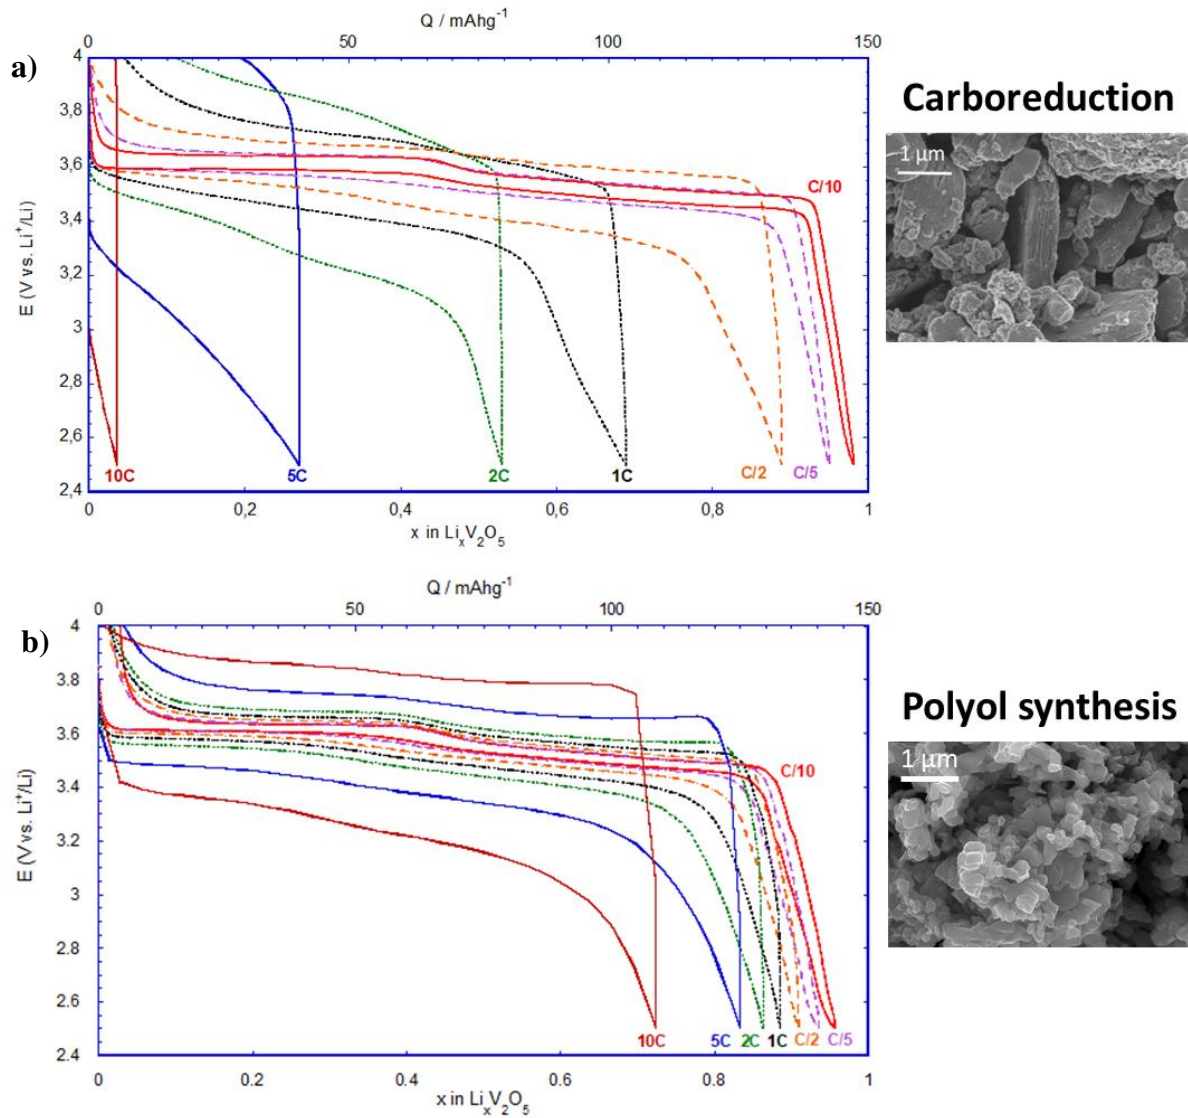 Q / mAhg⁻¹
0 50 100 150
a)
4
3,8
3,6
3,4
3,2
3
2,8
2,6
2,4
E (V vs. Li⁺/Li)
C/10
10C 5C 2C 1C C/2 C/5
0 0,2 0,4 0,6 0,8 1
x in LiₓV₂O₅
Carboreduction
1 µm
Q / mAhg⁻¹
0 50 100 150
b)
4
3.8
3.6
3.4
3.2
3
2.8
2.6
2.4
E (V vs. Li⁺/Li)
C/10
10C 5C 2C 1C C/2 C/5
0 0.2 0.4 0.6 0.8 1
x in LiₓV₂O₅
Polyol synthesis
1 µm